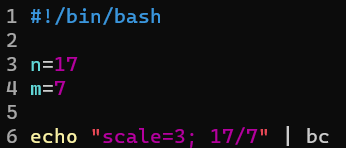 1 #!/bin/bash
2
3 n=17
4 m=7
5
6 echo "scale=3; 17/7" | bc